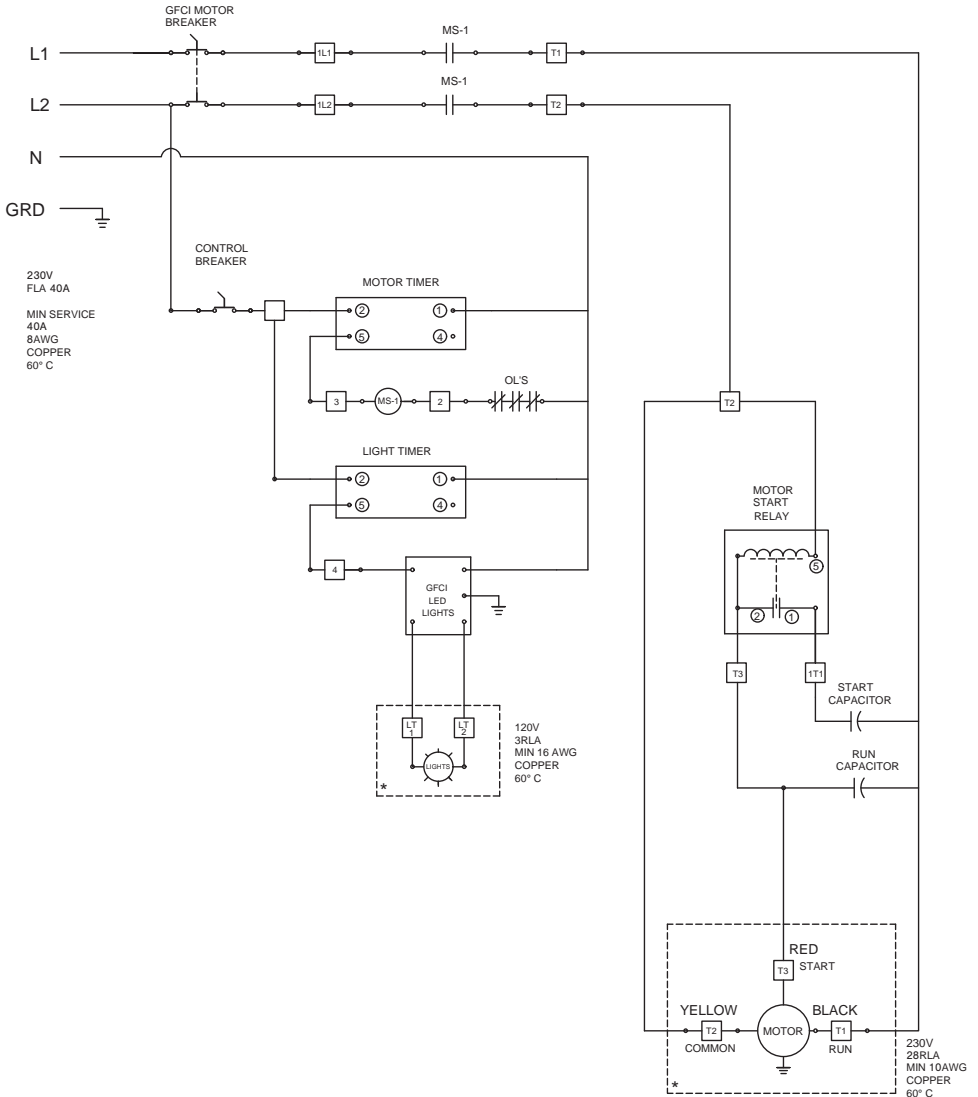 GFCI MOTOR
BREAKER
L1
1L1
MS-1
T1
L2
1L2
MS-1
T2
N
GRD
230V
FLA 40A
MIN SERVICE
40A
8AWG
COPPER
60° C
CONTROL
BREAKER
MOTOR TIMER
2
1
5
4
3
MS-1
2
OL'S
LIGHT TIMER
2
1
5
4
4
GFCI
LED
LIGHTS
LT
1
LT
2
LIGHTS
*
120V
3RLA
MIN 16 AWG
COPPER
60° C
T2
MOTOR
START
RELAY
5
2
1
T3
1T1
START
CAPACITOR
RUN
CAPACITOR
RED
T3
START
YELLOW
T2
COMMON
MOTOR
BLACK
T1
RUN
*
230V
28RLA
MIN 10AWG
COPPER
60° C